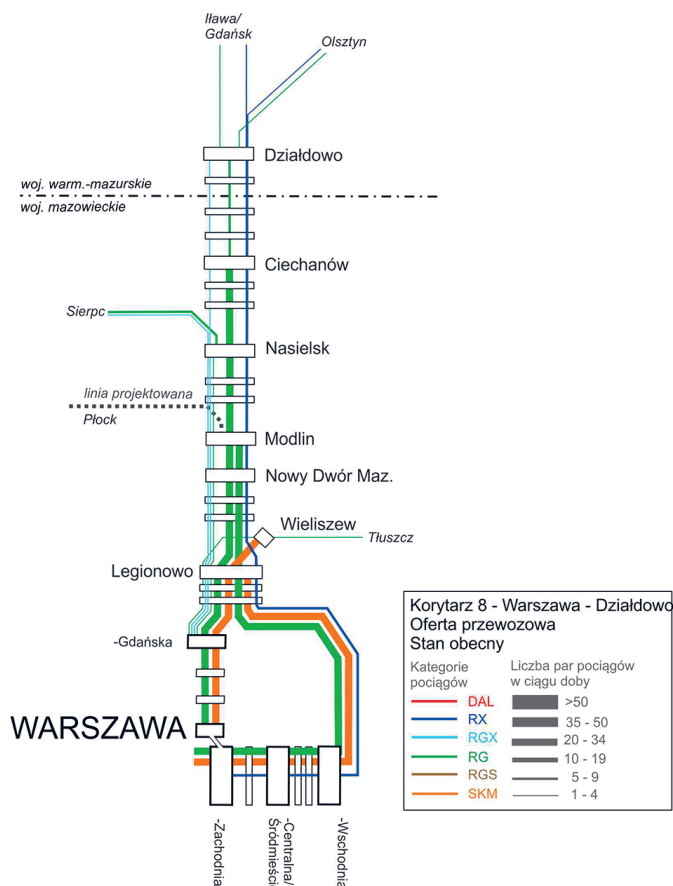 Iława/
Gdańsk
Olsztyn
Działdowo
woj. warm.-mazurskie
woj. mazowieckie
Ciechanów
Sierpc
Nasielsk
linia projektowana
Płock
Modlin
Nowy Dwór Maz.
Wieliszew
Tłuszcz
Legionowo
-Gdańska
WARSZAWA
-Zachodnia
-Centralna/
Śródmieści
-Wschodnia
Korytarz 8 - Warszawa - Działdowo
Oferta przewozowa
Stan obecny
Kategorie
pociągów
Liczba par pociągów
w ciągu doby
DAL >50
RX 35 - 50
RGX 20 - 34
RG 10 - 19
RGS 5 - 9
SKM 1 - 4